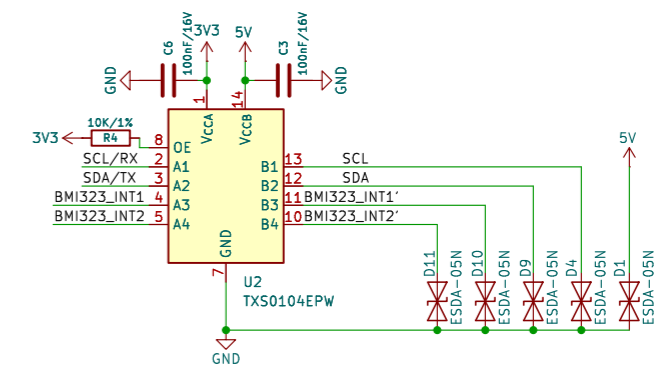 3V3
5V
C6
100nF/16V
C3
100nF/16V
GND
GND
1
14
VCCA
VCCB
10K/1%
3V3
R4
8
OE
SCL/RX
2
A1
B1
13
SCL
SDA/TX
3
A2
B2
12
SDA
BMI323_INT1
4
A3
B3
11
BMI323_INT1'
BMI323_INT2
5
A4
B4
10
BMI323_INT2'
GND
7
U2
TXS0104EPW
GND
5V
D11
ESDA-05N
D10
ESDA-05N
D9
ESDA-05N
D4
ESDA-05N
D1
ESDA-05N